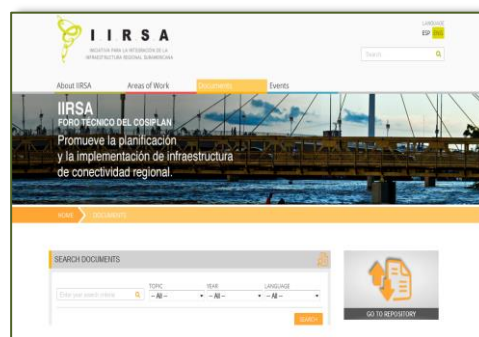 LANGUAGE
ESP ENG
I I R S A
INICIATIVA PARA LA INTEGRACIÓN DE LA
INFRAESTRUCTURA REGIONAL SURAMERICANA
Search
About IIRSA Areas of Work Documents Events
IIRSA
FORO TÉCNICO DEL COSIPLAN
Promueve la planificación
y la implementación de infraestructura
de conectividad regional.
HOME DOCUMENTS
SEARCH DOCUMENTS
TOPIC YEAR LANGUAGE
Enter your search criteria -- All -- -- All -- -- All --
SEARCH
GO TO REPOSITORY